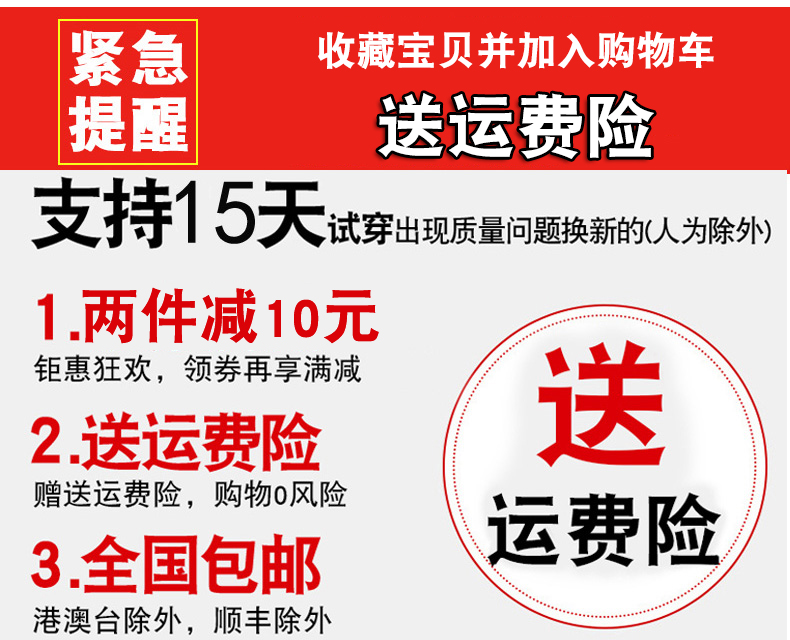 紧急
提醒
收藏宝贝并加入购物车
送运费险
支持15天试穿出现质量问题换新的(人为除外)
1.两件减10元
钜惠狂欢，领券再享满减
2.送运费险
赠送运费险，购物0风险
3.全国包邮
港澳台除外，顺丰除外
送
运费险